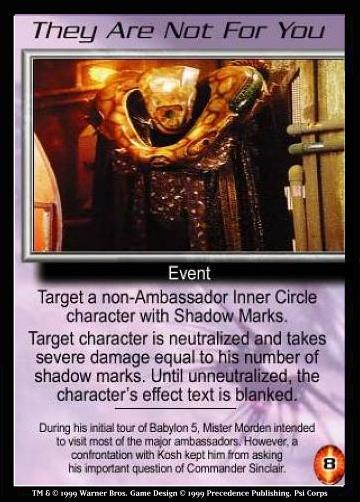 They Are Not For You
Event
Target a non-Ambassador Inner Circle
character with Shadow Marks.
Target character is neutralized and takes
severe damage equal to his number of
shadow marks. Until unneutralized, the
character's effect text is blanked.
During his initial tour of Babylon 5, Mister Morden intended
to visit most of the major ambassadors. However, a
confrontation with Kosh kept him from asking
his important question of Commander Sinclair.
8
TM & © 1999 Warner Bros. Game Design © 1999 Precedence Publishing. Psi Corps